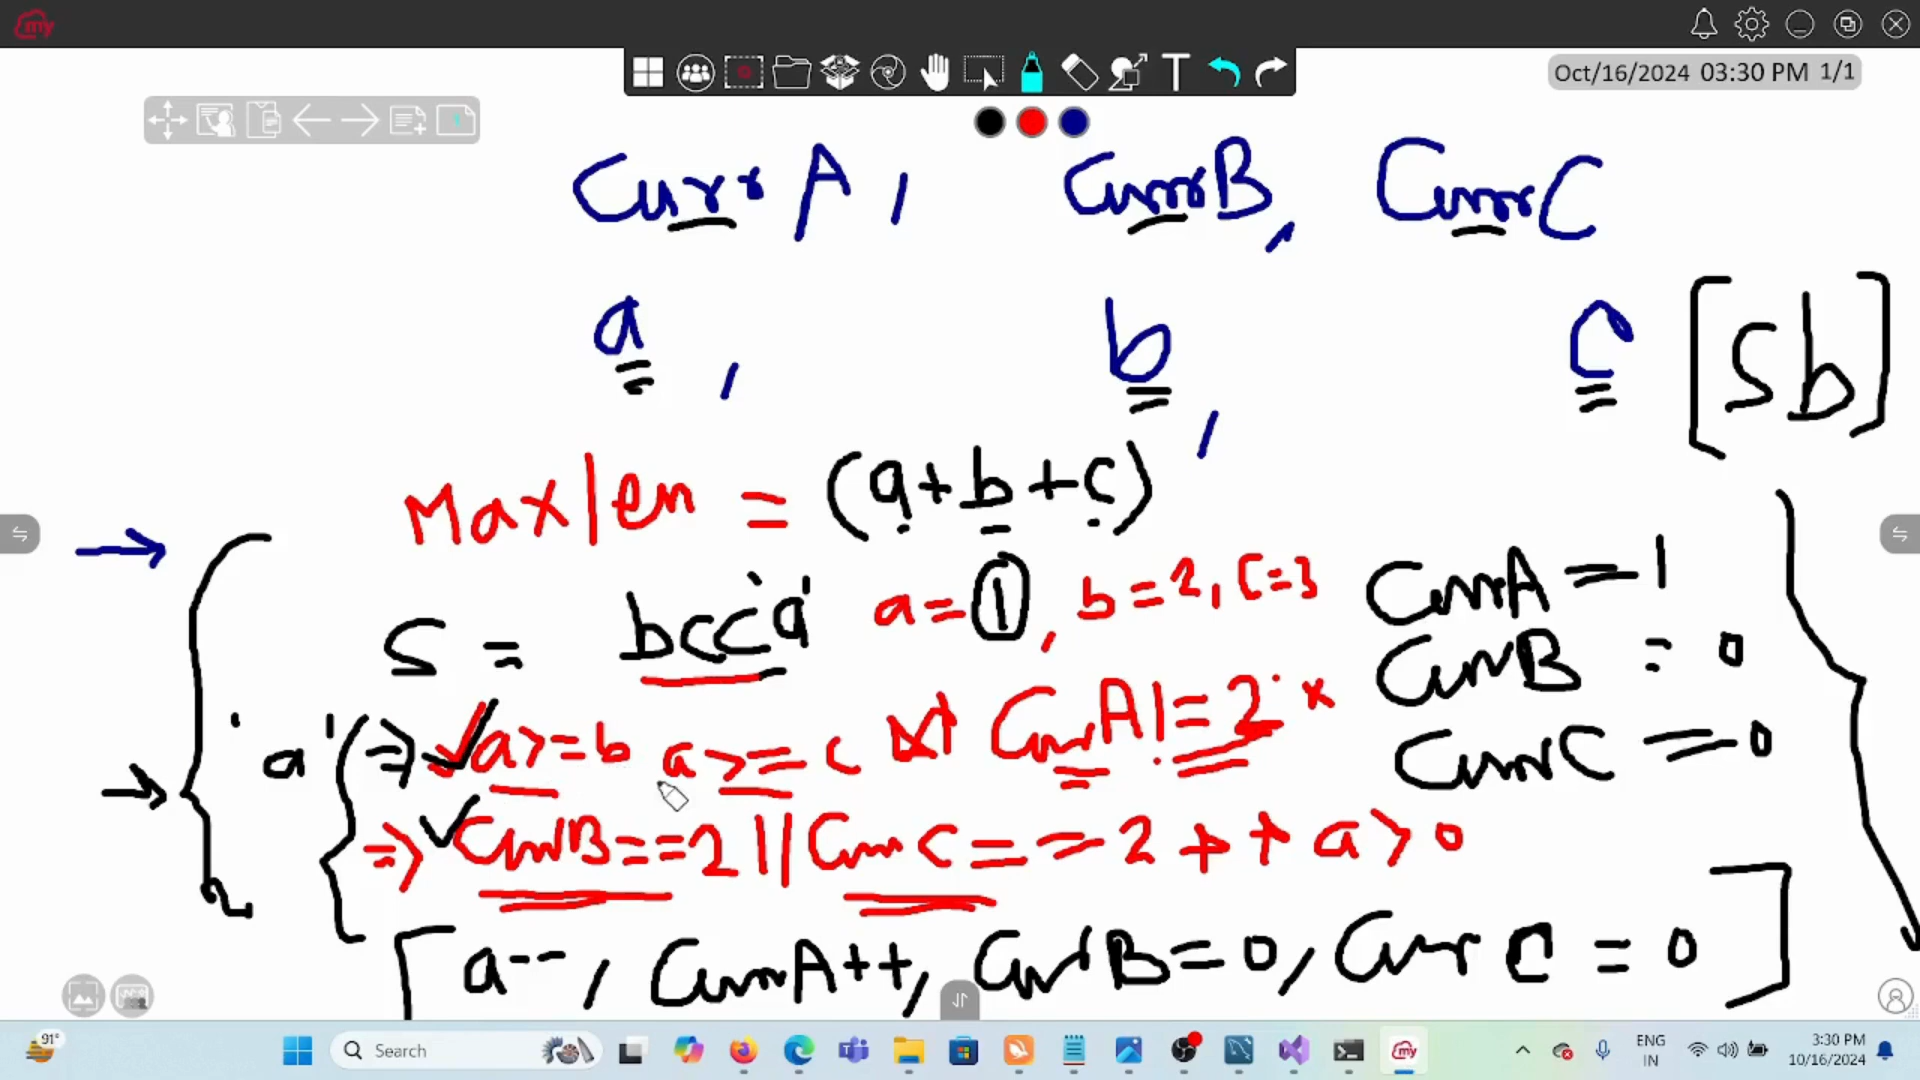 my
Oct/16/2024 03:30 PM 1/1
T
CurrA, CurrB, CurrC
a, b, c [Sb]
Maxlen = (a+b+c)
a=1, b=2, C=3
S = bcca
CurrA = 1
CurrB = 0
CurrC = 0
'a' => a>=b a>=c CurrA!=2
=> CurrB==2 || CurrC==2 a>0
[a--, CurrA++, CurrB=0, CurrC=0]
91°
Search
my
ENG
IN
3:30 PM
10/16/2024